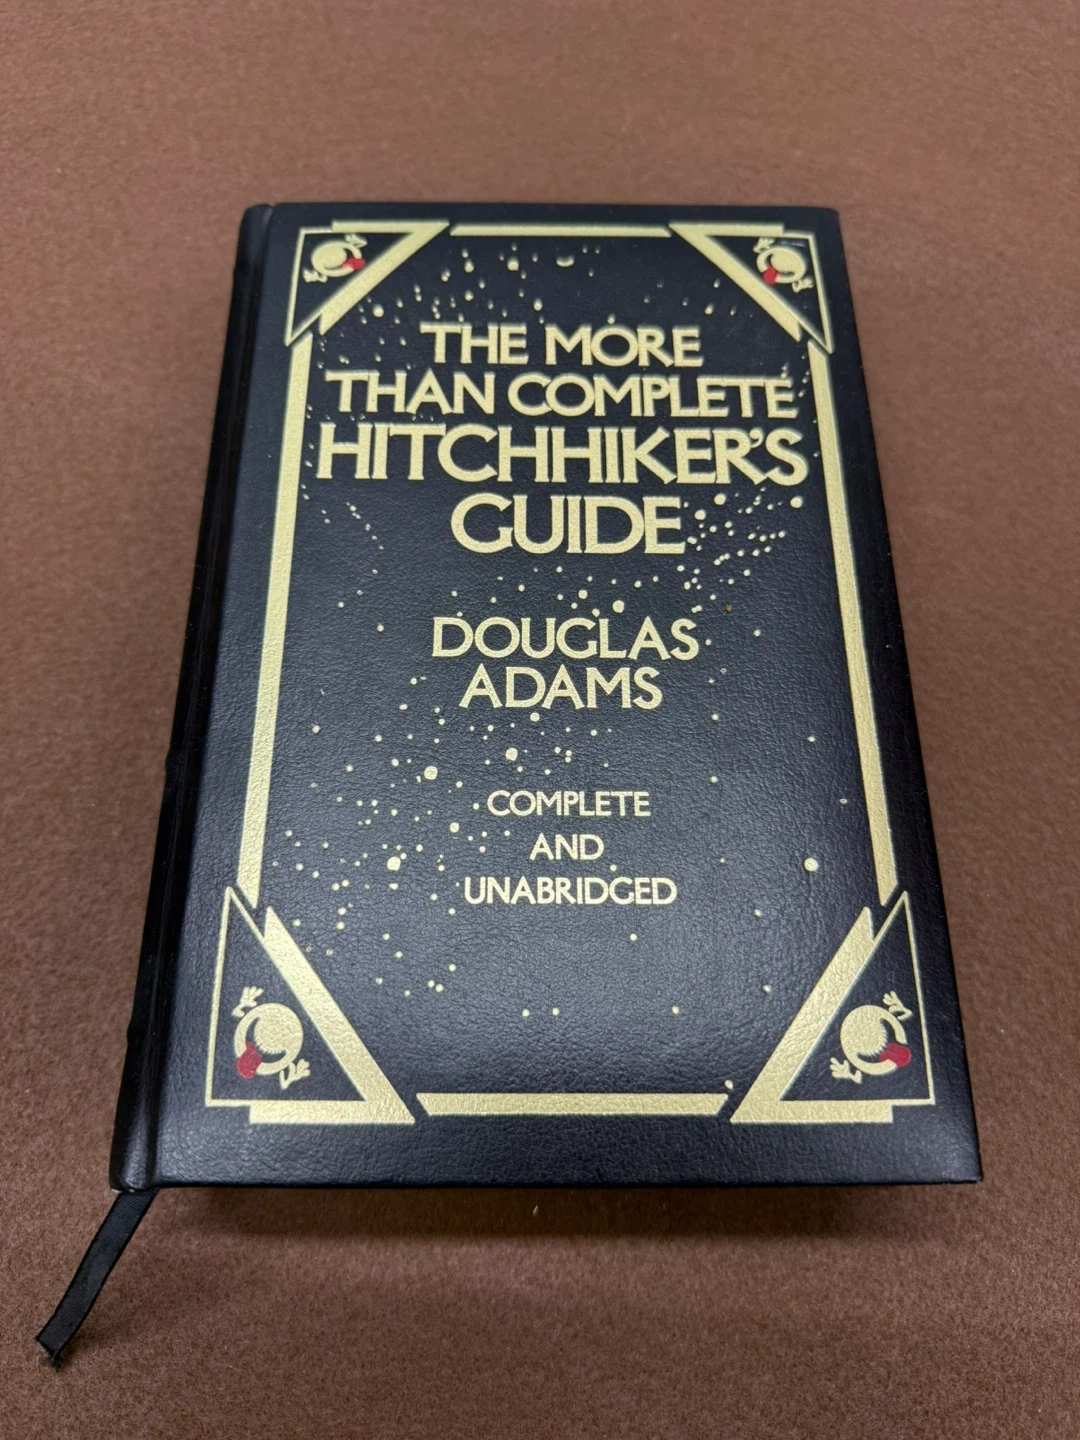 THE MORE
THAN COMPLETE
HITCHHIKER'S
GUIDE
DOUGLAS
ADAMS
COMPLETE
AND
UNABRIDGED